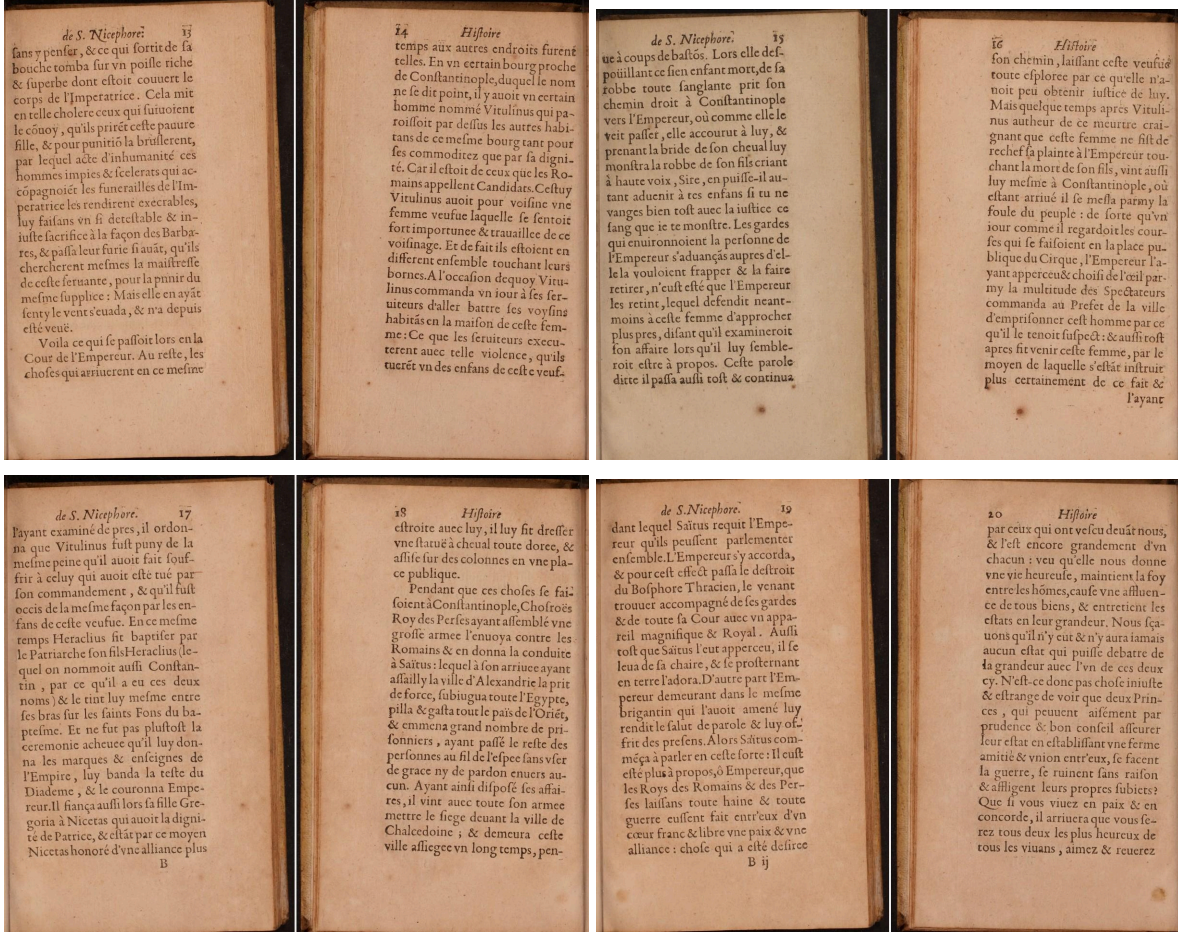 de S. Nicephore. 13
ſans y penſer, & ce qui ſortit de ſa
bouche tomba ſur vn poiſle riche
& ſuperbe dont eſtoit couuert le
corps de l'Imperatrice. Cela mit
en telle cholere ceux qui ſuiuoient
le cōuoy, qu'ils prirēt ceſte pauure
fille, & pour punitiō la bruſlerent,
par lequel acte d'inhumanité ces
hommes impies & ſcelerats qui ac-
cōpagnoiēt les funerailles de l'Im-
peratrice les rendirent execrables,
luy faiſans vn ſi deteſtable & in-
iuſte ſacrifice à la façon des Barba-
res, & paſſa leur furie ſi auāt, qu'ils
chercherent meſmes la maiſtreſſe
de ceſte ſeruante, pour la punir du
meſme ſupplice : Mais elle en ayāt
ſenty le vent s'euada, & n'a depuis
eſté veuë.
Voila ce qui ſe paſſoit lors en la
Cour de l'Empereur. Au reſte, les
choſes qui arriuerent en ce meſme
14 Hiſtoire
temps aux autres endroits furent
telles. En vn certain bourg proche
de Conſtantinople, duquel le nom
ne ſe dit point, il y auoit vn certain
homme nommé Vitulinus qui pa-
roiſſoit par deſſus les autres habi-
tans de ce meſme bourg tant pour
ſes commoditez que par ſa digni-
té. Car il eſtoit de ceux que les Ro-
mains appellent Candidats. Ceſtuy
Vitulinus auoit pour voiſine vne
femme veufue laquelle ſe ſentoit
fort importunee & trauaillee de ce
voiſinage. Et de fait ils eſtoient en
different enſemble touchant leurs
bornes. A l'occaſion dequoy Vitu-
linus commanda vn iour à ſes ſer-
uiteurs d'aller battre ſes voyſins
habitās en la maiſon de ceſte fem-
me: Ce que les ſeruiteurs execu-
terent auec telle violence, qu'ils
tuerēt vn des enfans de ceſte veuf-
de S. Nicephore. 15
ue à coups de baſtōs. Lors elle deſ-
poüillant ce ſien enfant mort, de ſa
robbe toute ſanglante prit ſon
chemin droit à Conſtantinople
vers l'Empereur, où comme elle le
veit paſſer, elle accourut à luy, &
prenant la bride de ſon cheual luy
monſtra la robbe de ſon fils criant
à haute voix, Sire, en puiſſe-il au-
tant aduenir à tes enfans ſi tu ne
vanges bien toſt auec la iuſtice ce
ſang que ie te monſtre. Les gardes
qui enuironnoient la perſonne de
l'Empereur s'aduançās aupres d'el-
le la vouloient frapper & la faire
retirer, n'euſt eſté que l'Empereur
les retint, lequel defendit neant-
moins à ceſte femme d'approcher
plus pres, diſant qu'il examineroit
ſon affaire lors qu'il luy ſemble-
roit eſtre à propos. Ceſte parole
ditte il paſſa auſſi toſt & continua
16 Hiſtoire
ſon chemin, laiſſant ceſte veufue
toute eſploree par ce qu'elle n'a-
uoit peu obtenir iuſtice de luy.
Mais quelque temps apres Vituli-
nus autheur de ce meurtre crai-
gnant que ceſte femme ne fiſt de
rechef ſa plainte à l'Empereur tou-
chant la mort de ſon fils, vint auſſi
luy meſme à Conſtantinople, où
eſtant arriué il ſe meſla parmy la
foule du peuple : de ſorte qu'vn
iour comme il regardoit les cour-
ſes qui ſe faiſoient en la place pu-
blique du Cirque, l'Empereur l'a-
yant apperceu & choiſi de l'œil par-
my la multitude des Spectateurs
commanda au Prefet de la ville
d'empriſonner ceſt homme par ce
qu'il le tenoit ſuſpect : & auſſi toſt
apres fit venir ceſte femme, par le
moyen de laquelle s'eſtāt inſtruit
plus certainement de ce fait &
l'ayant
de S. Nicephore. 17
l'ayant examiné de pres, il ordon-
na que Vitulinus fuſt puny de la
meſme peine qu'il auoit fait ſouf-
frir à celuy qui auoit eſté tué par
ſon commandement, & qu'il fuſt
occis de la meſme façon par les en-
fans de ceſte veufue. En ce meſme
temps Heraclius fit baptiſer par
le Patriarche ſon fils Heraclius (le-
quel on nommoit auſſi Conſtan-
tin, par ce qu'il a eu ces deux
noms) & le tint luy meſme entre
ſes bras ſur les ſaints Fons du ba-
pteſme. Et ne fut pas pluſtoſt la
ceremonie acheuee qu'il luy don-
na les marques & enſeignes de
l'Empire, luy banda la teſte du
Diademe, & le couronna Empe-
reur. Il fiança auſſi lors ſa fille Gre-
goria à Nicetas qui auoit la digni-
té de Patrice, & eſtāt par ce moyen
Nicetas honoré d'vne alliance plus
B
18 Hiſtoire
eſtroite auec luy, il luy fit dreſſer
vne ſtatuë à cheual toute doree, &
aſſiſe ſur des colonnes en vne pla-
ce publique.
Pendant que ces choſes ſe fai-
ſoient à Conſtantinople, Choſroës
Roy des Perſes ayant aſſemblé vne
groſſe armee l'enuoya contre les
Romains & en donna la conduite
à Saïtus : lequel à ſon arriuee ayant
aſſailly la ville d'Alexandrie la prit
de force, ſubiugua toute l'Egypte,
pilla & gaſta tout le païs de l'Oriēt,
& emmena grand nombre de pri-
ſonniers, ayant paſſé le reſte des
perſonnes au fil de l'eſpee ſans vſer
de grace ny de pardon enuers au-
cun. Ayant ainſi diſpoſé ſes affai-
res, il vint auec toute ſon armee
mettre le ſiege deuant la ville de
Chalcedoine ; & demeura ceſte
ville aſſiegee vn long temps, pen-
de S. Nicephore. 19
dant lequel Saïtus requit l'Empe-
reur qu'ils peuſſent parlementer
enſemble. L'Empereur s'y accorda,
& pour ceſt effect paſſa le deſtroit
du Boſphore Thracien, le venant
trouuer accompagné de ſes gardes
& de toute ſa Cour auec vn appa-
reil magnifique & Royal. Auſſi
toſt que Saïtus l'eut apperceu, il ſe
leua de ſa chaire, & ſe proſternant
en terre l'adora. D'autre part l'Em-
pereur demeurant dans le meſme
brigantin qui l'auoit amené luy
rendit le ſalut de parole & luy of-
frit des preſens. Alors Saïtus com-
mēça à parler en ceſte ſorte : Il euſt
eſté plus à propos, ô Empereur, que
les Roys des Romains & des Per-
ſes laiſſans toute haine & toute
guerre euſſent fait entr'eux d'vn
cœur franc & libre vne paix & vne
alliance : choſe qui a eſté deſiree
B ij
20 Hiſtoire
par ceux qui ont veſcu deuāt nous,
& l'eſt encore grandement d'vn
chacun : veu qu'elle nous donne
vne vie heureuſe, maintient la foy
entre les hōmes, cauſe vne affluen-
ce de tous biens, & entretient les
eſtats en leur grandeur. Nous ſça-
uons qu'il n'y eut & n'y aura iamais
aucun eſtat qui puiſſe debatre de
la grandeur auec l'vn de ces deux
cy. N'eſt-ce donc pas choſe iniuſte
& eſtrange de voir que deux Prin-
ces, qui peuuent aiſément par
prudence & bon conſeil aſſeurer
leur eſtat en eſtabliſſant vne ferme
amitié & vnion entr'eux, ſe facent
la guerre, ſe ruinent ſans raiſon
& affligent leurs propres ſubiets?
Que ſi vous viuez en paix & en
concorde, il arriuera que vous ſe-
rez tous deux les plus heureux de
tous les viuans, aimez & reuerez